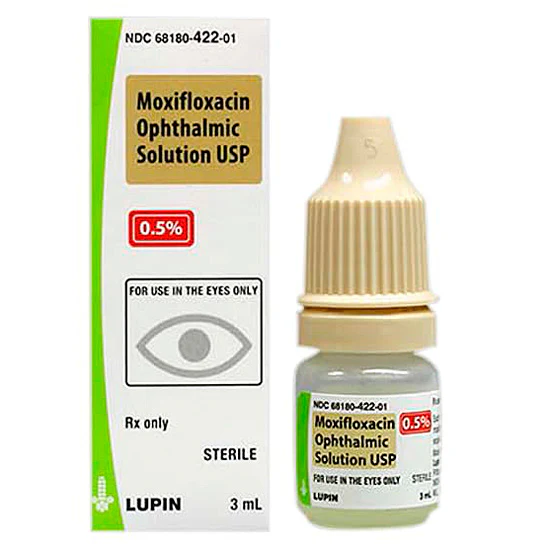 NDC 68180-422-01
Moxifloxacin
Ophthalmic
Solution USP
0.5%
FOR USE IN THE EYES ONLY
Rx only
STERILE
LUPIN 3 mL
5
NDC 68180-422-01
Moxifloxacin 0.5%
Ophthalmic
Solution USP
FOR USE IN THE EYES ONLY STERILE
LUPIN 3 mL